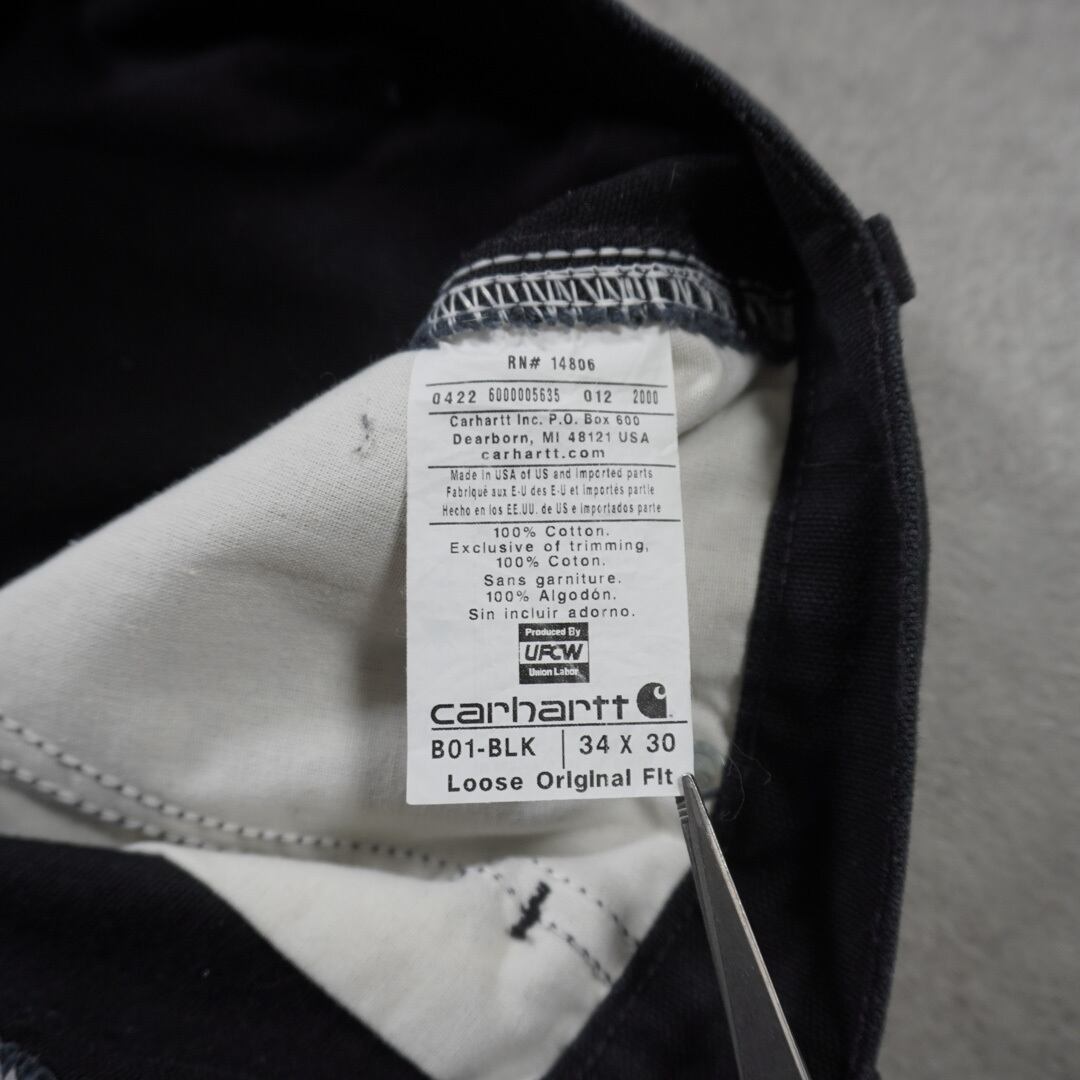 RN# 14806
0422 6000005635 012 2000
Carhartt Inc. P.O. Box 600
Dearborn, MI 48121 USA
carhartt.com
Made in USA of US and imported parts
Fabriqué aux E-U des E-U et importés partie
Hecho en los EE.UU. de US e importados parte
100% Cotton.
Exclusive of trimming,
100% Coton.
Sans garniture.
100% Algodón.
Sin incluir adorno.
Produced By
UFCW
Union Labor
carhartt
B01-BLK 34 X 30
Loose Original Fit